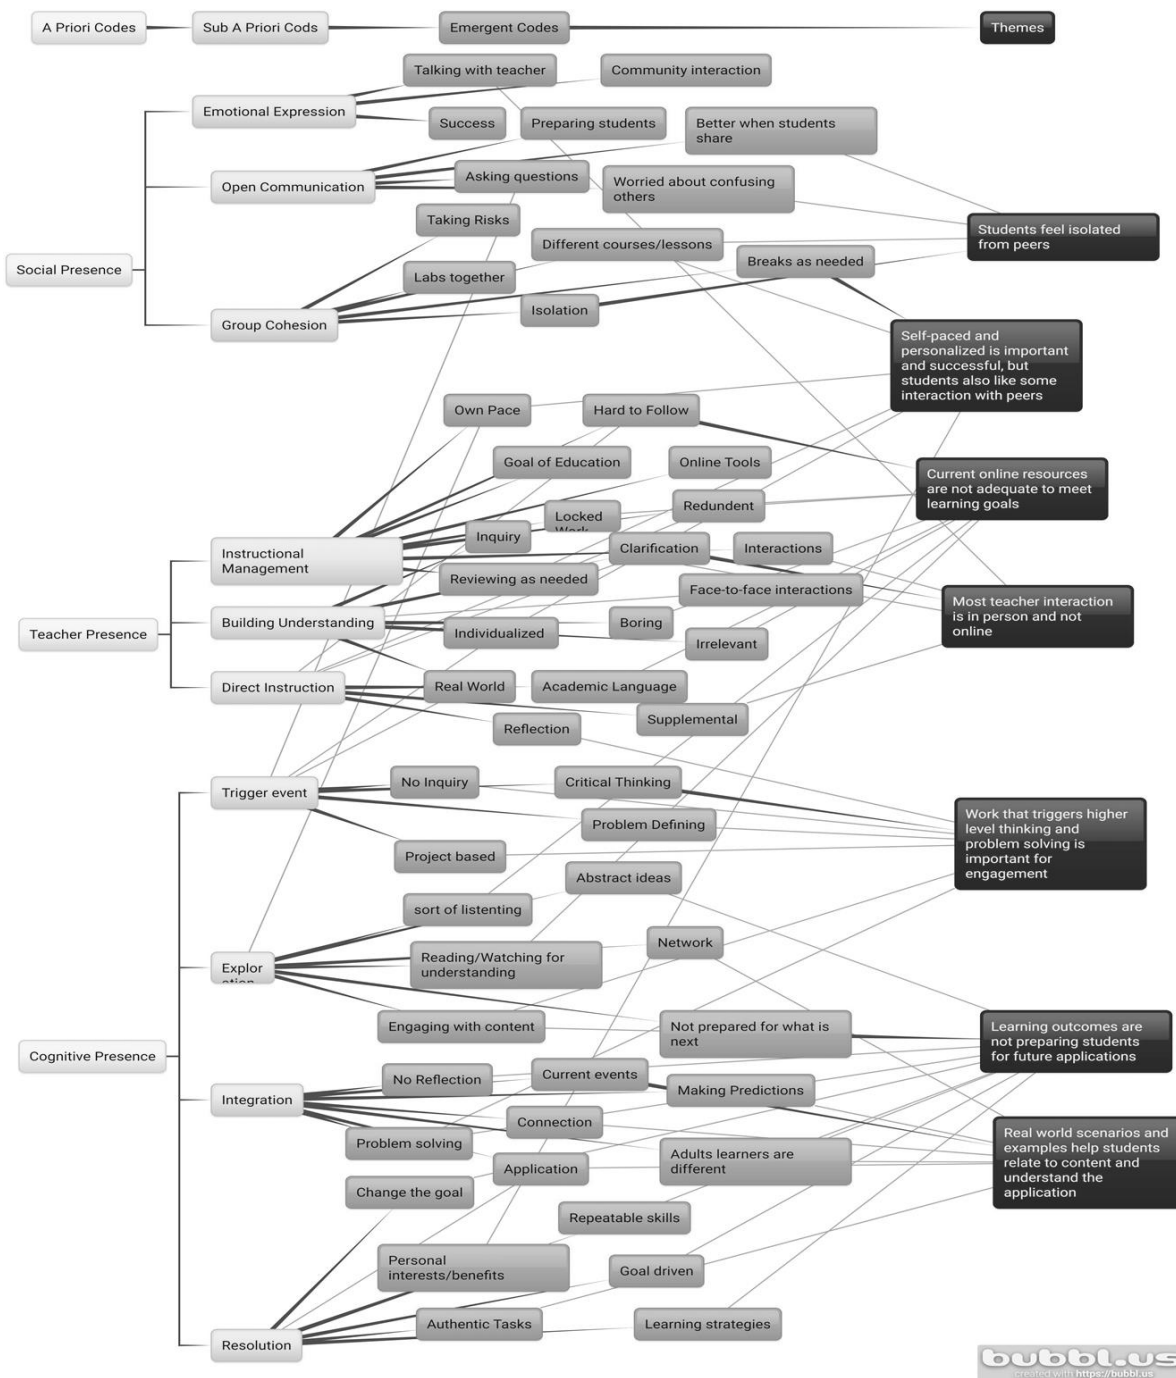 A Priori Codes
Sub A Priori Cods
Emergent Codes
Themes
Talking with teacher
Community interaction
Emotional Expression
Success
Preparing students
Better when students
share
Open Communication
Asking questions
Worried about confusing
others
Taking Risks
Different courses/lessons
Students feel isolated
from peers
Social Presence
Labs together
Breaks as needed
Group Cohesion
Isolation
Self-paced and
personalized is important
and successful, but
students also like some
interaction with peers
Own Pace
Hard to Follow
Goal of Education
Online Tools
Current online resources
are not adequate to meet
learning goals
Redundent
Locked
Work
Inquiry
Instructional
Management
Clarification
Interactions
Reviewing as needed
Face-to-face interactions
Most teacher interaction
is in person and not
online
Teacher Presence
Building Understanding
Individualized
Boring
Irrelevant
Direct Instruction
Real World
Academic Language
Supplemental
Reflection
Trigger event
No Inquiry
Critical Thinking
Problem Defining
Work that triggers higher
level thinking and
problem solving is
important for
engagement
Project based
Abstract ideas
sort of listenting
Network
Explor
ation
Reading/Watching for
understanding
Engaging with content
Not prepared for what is
next
Learning outcomes are
not preparing students
for future applications
Cognitive Presence
No Reflection
Current events
Making Predictions
Integration
Connection
Problem solving
Application
Adults learners are
different
Real world scenarios and
examples help students
relate to content and
understand the
application
Change the goal
Repeatable skills
Personal
interests/benefits
Goal driven
Authentic Tasks
Learning strategies
Resolution
bubbl.us
created with https://bubbl.us